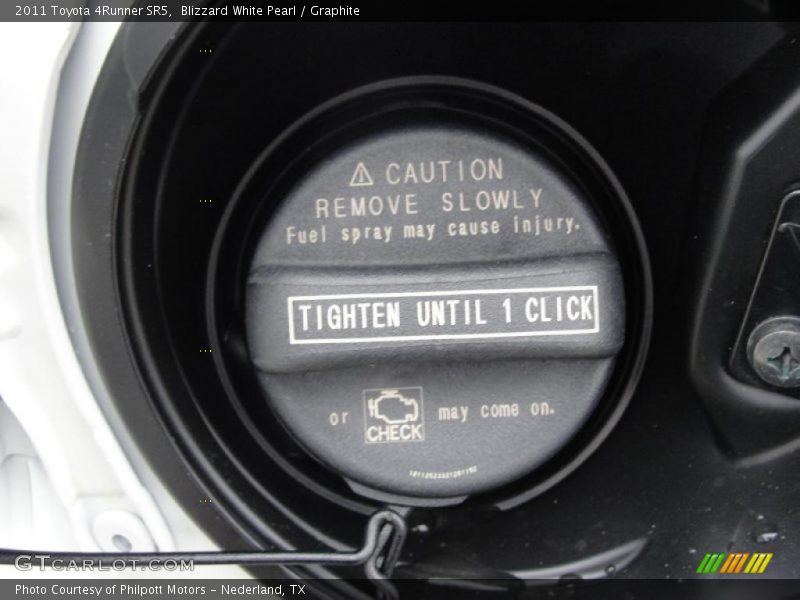 2011 Toyota 4Runner SR5,  Blizzard White Pearl / Graphite
CAUTION
REMOVE SLOWLY
Fuel spray may cause injury.
TIGHTEN UNTIL 1 CLICK
or CHECK may come on.
GTCARLOT.COM
Photo Courtesy of Philpott Motors - Nederland, TX